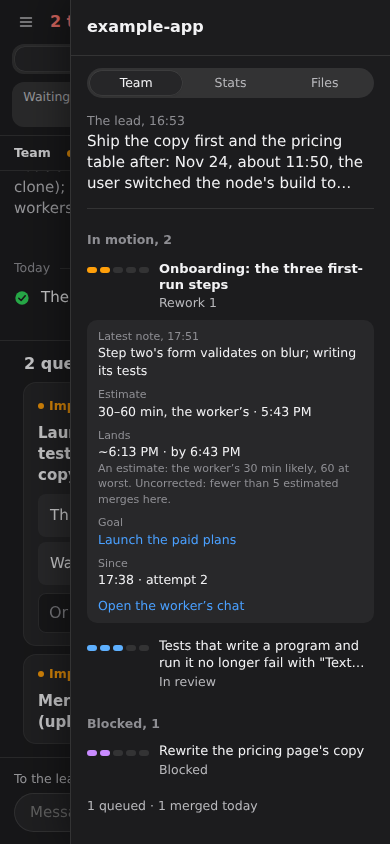 example-app
Team
Stats
Files
The lead, 16:53
Ship the copy first and the pricing
table after: Nov 24, about 11:50, the
user switched the node's build to…
In motion, 2
Onboarding: the three first-
run steps
Rework 1
Latest note, 17:51
Step two's form validates on blur; writing
its tests
Estimate
30–60 min, the worker's · 5:43 PM
Lands
~6:13 PM · by 6:43 PM
An estimate: the worker's 30 min likely, 60 at
worst. Uncorrected: fewer than 5 estimated
merges here.
Goal
Launch the paid plans
Since
17:38 · attempt 2
Open the worker's chat
Tests that write a program and
run it no longer fail with "Text…
In review
Blocked, 1
Rewrite the pricing page's copy
Blocked
1 queued · 1 merged today
2
Waiting
Team
clone);
workers
Today
The
2 que
Imp
Laun
test
copy
Th
Wa
Or
Imp
Mer
(upl
To the lea
Messa